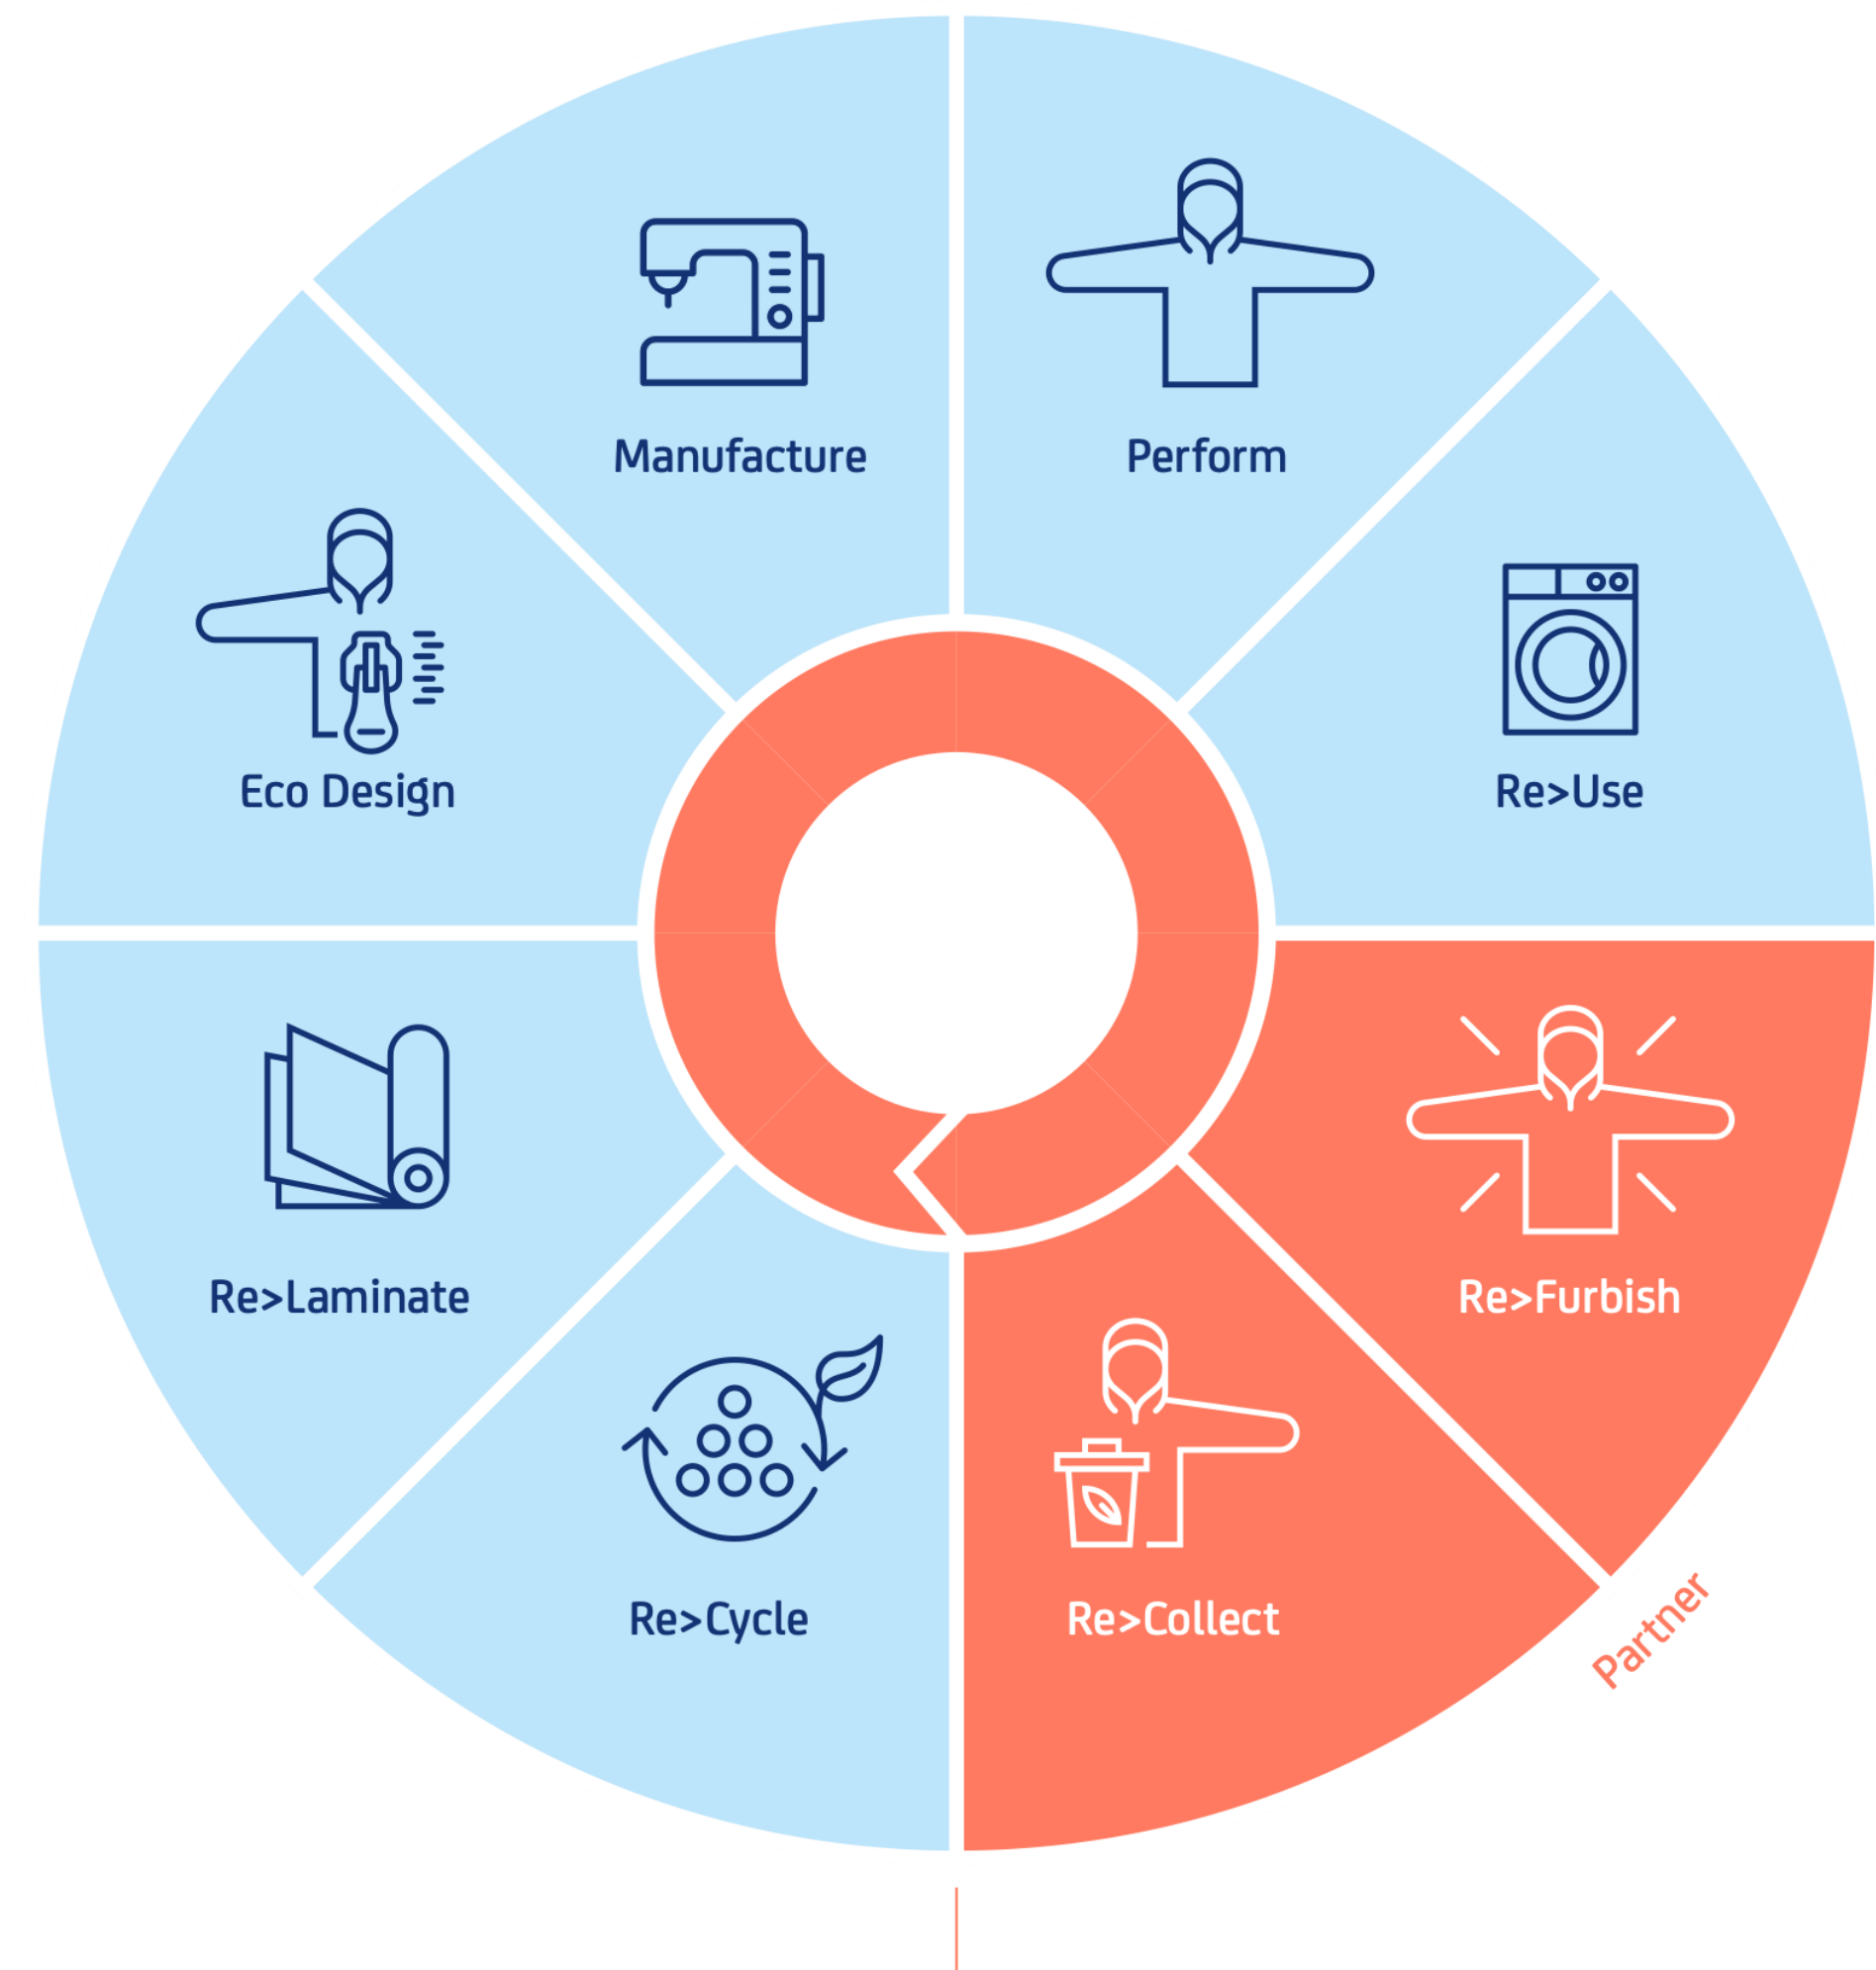 Manufacture
Perform
Eco Design
Re>Use
Re>Laminate
Re>Furbish
Re>Cycle
Re>Collect
Partner